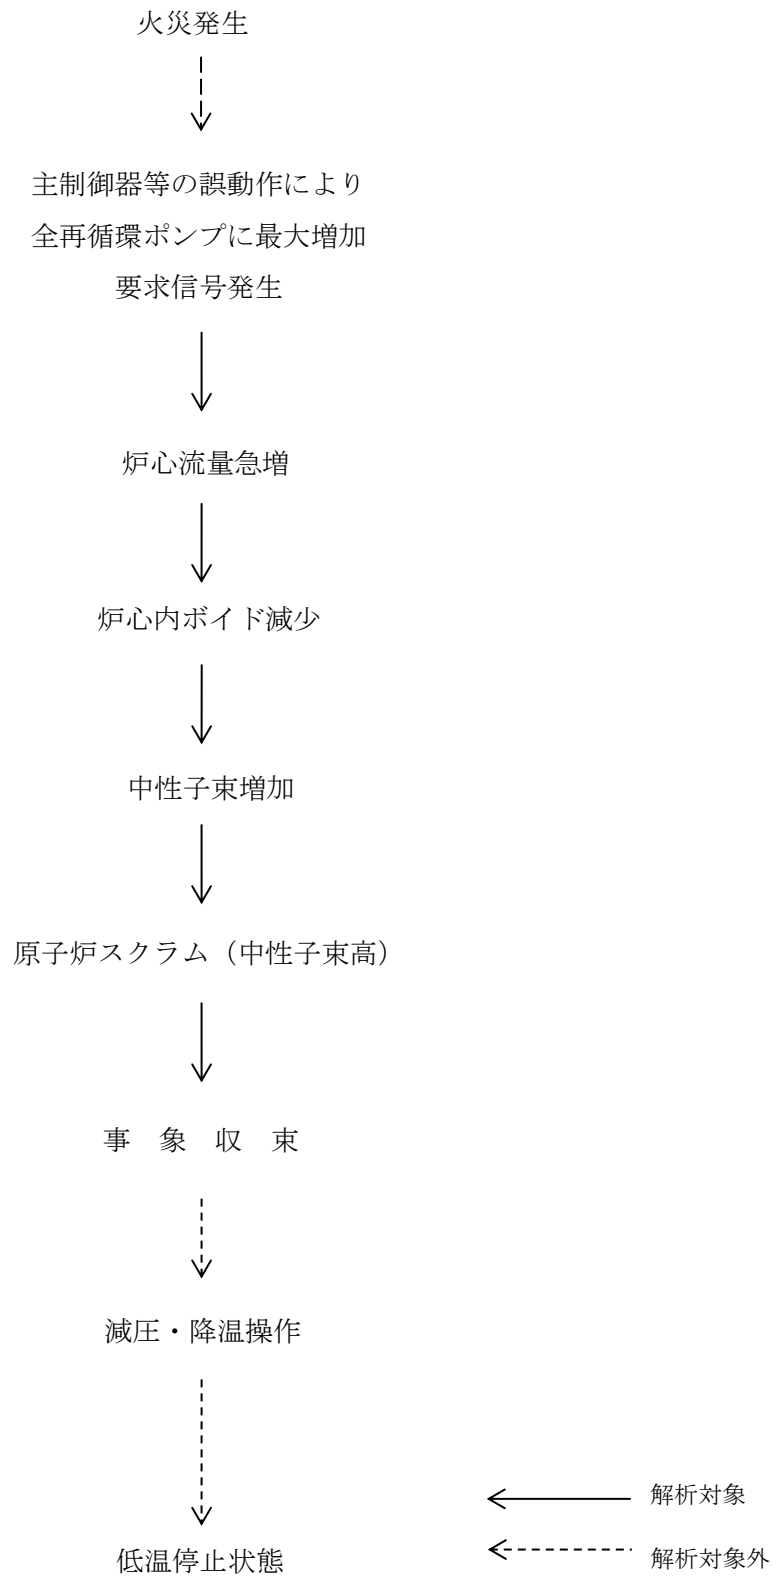 火災発生
主制御器等の誤動作により
全再循環ポンプに最大増加
要求信号発生
炉心流量急増
炉心内ボイド減少
中性子束増加
原子炉スクラム（中性子束高）
事　象　収　束
減圧・降温操作
低温停止状態
解析対象
解析対象外